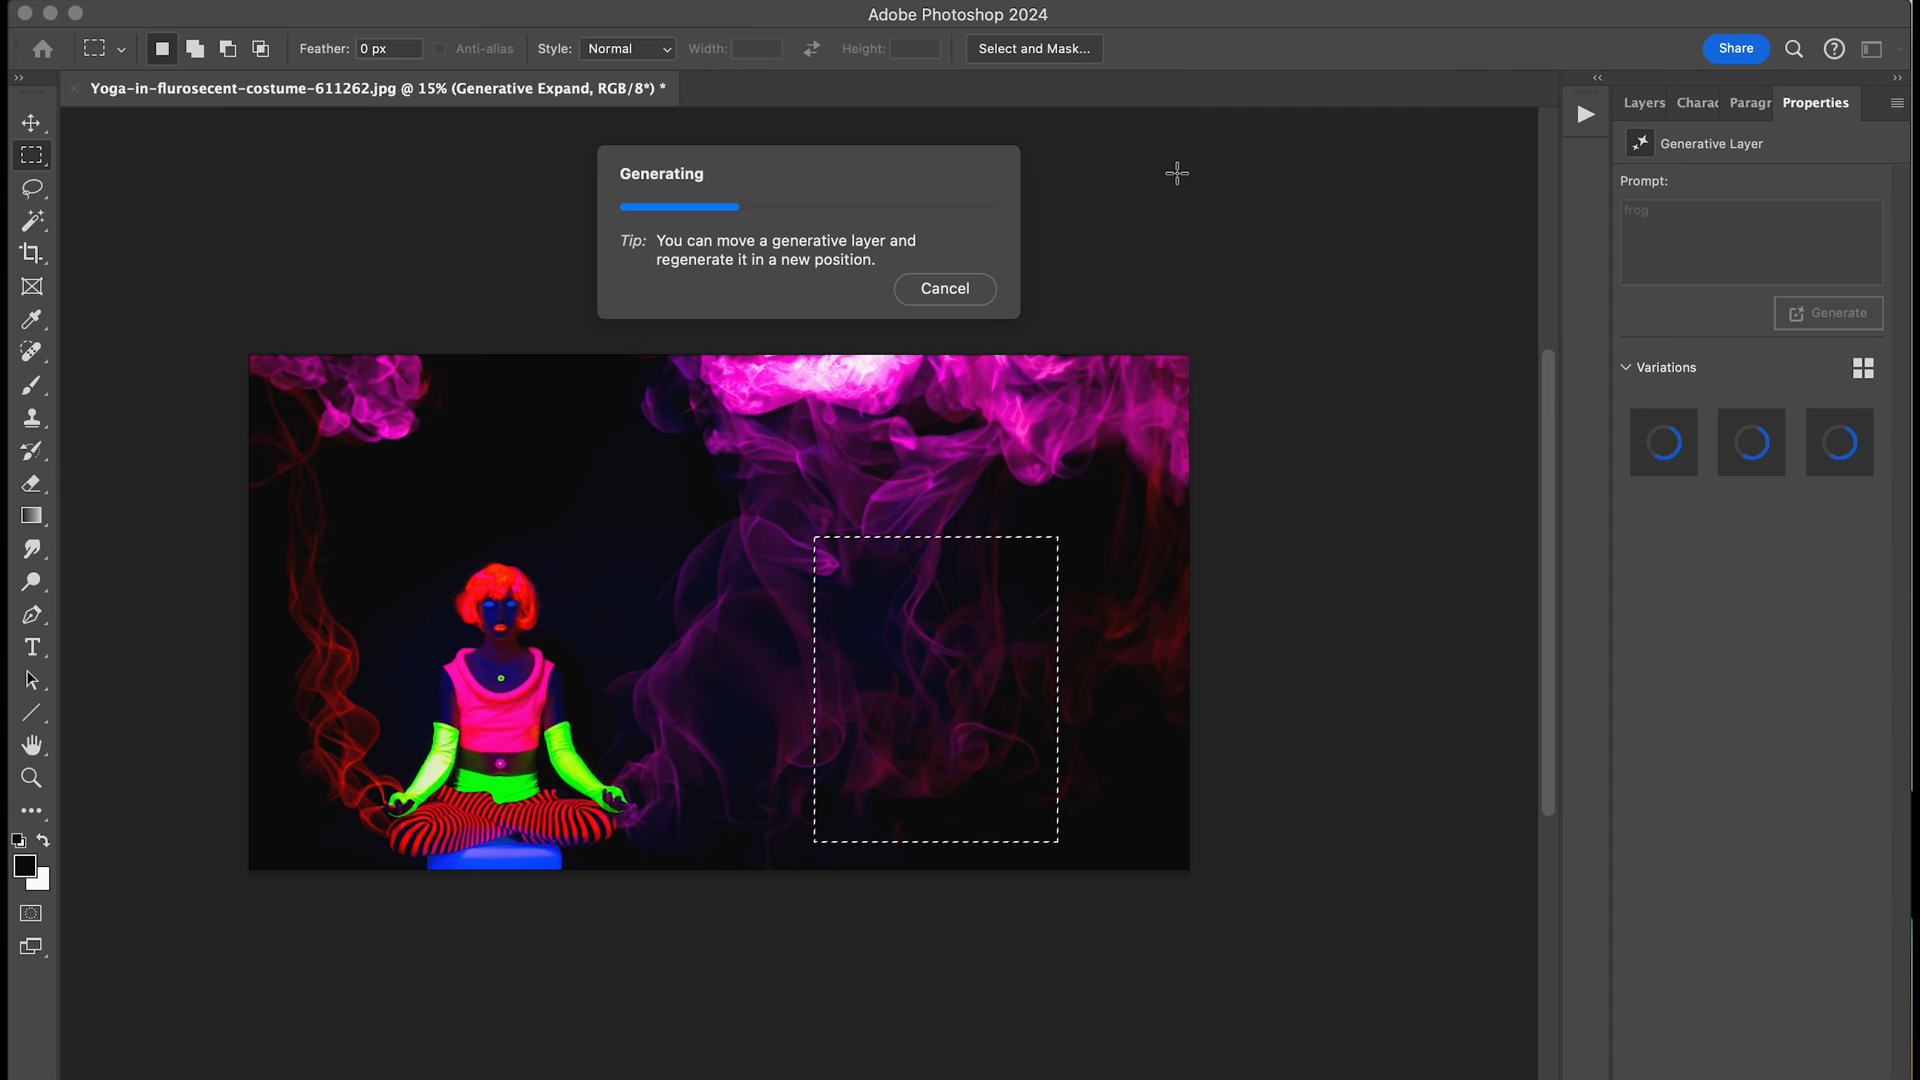 Adobe Photoshop 2024
Feather: 0 px Anti-alias Style: Normal Width: Height: Select and Mask... Share
Yoga-in-flurosecent-costume-611262.jpg @ 15% (Generative Expand, RGB/8*) *
Layers Charac Paragr Properties
Generative Layer
Prompt:
frog
Generate
Variations
Generating
Tip: You can move a generative layer and
regenerate it in a new position.
Cancel